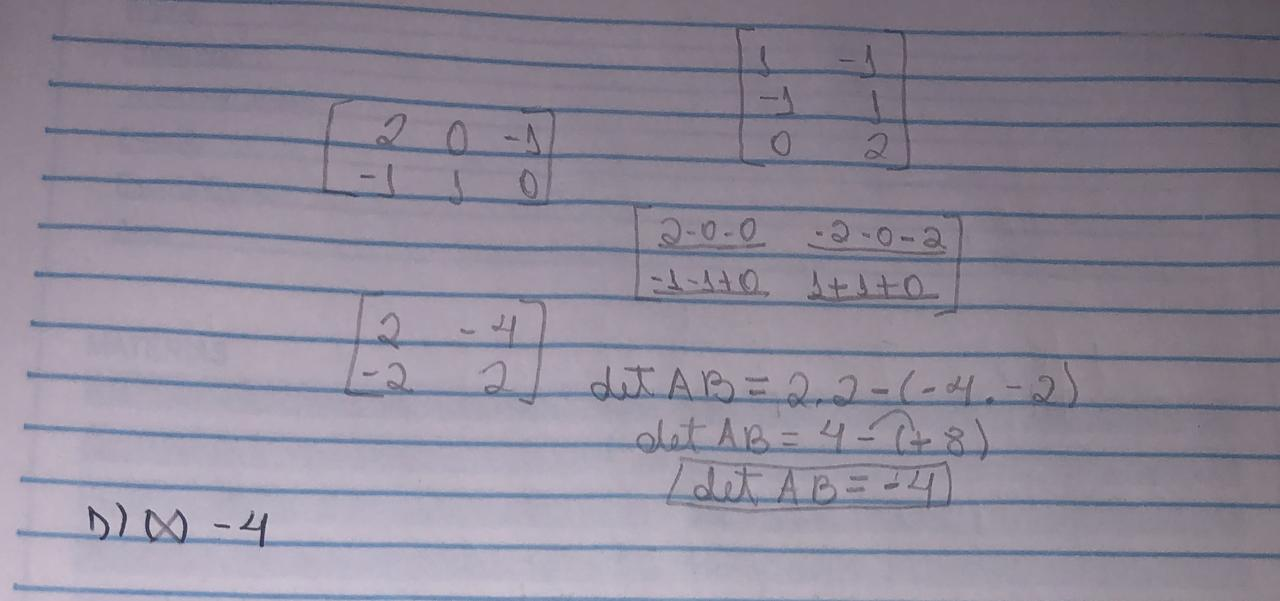 1 -1
-1 1
0 2
2 0 -1
-1 1 0
2-0-0 -2-0-2
-1-1+0 1+1+0
2 -4
-2 2
det AB = 2.2-(-4.-2)
det AB = 4-(+8)
det AB = -4
D) (X) -4